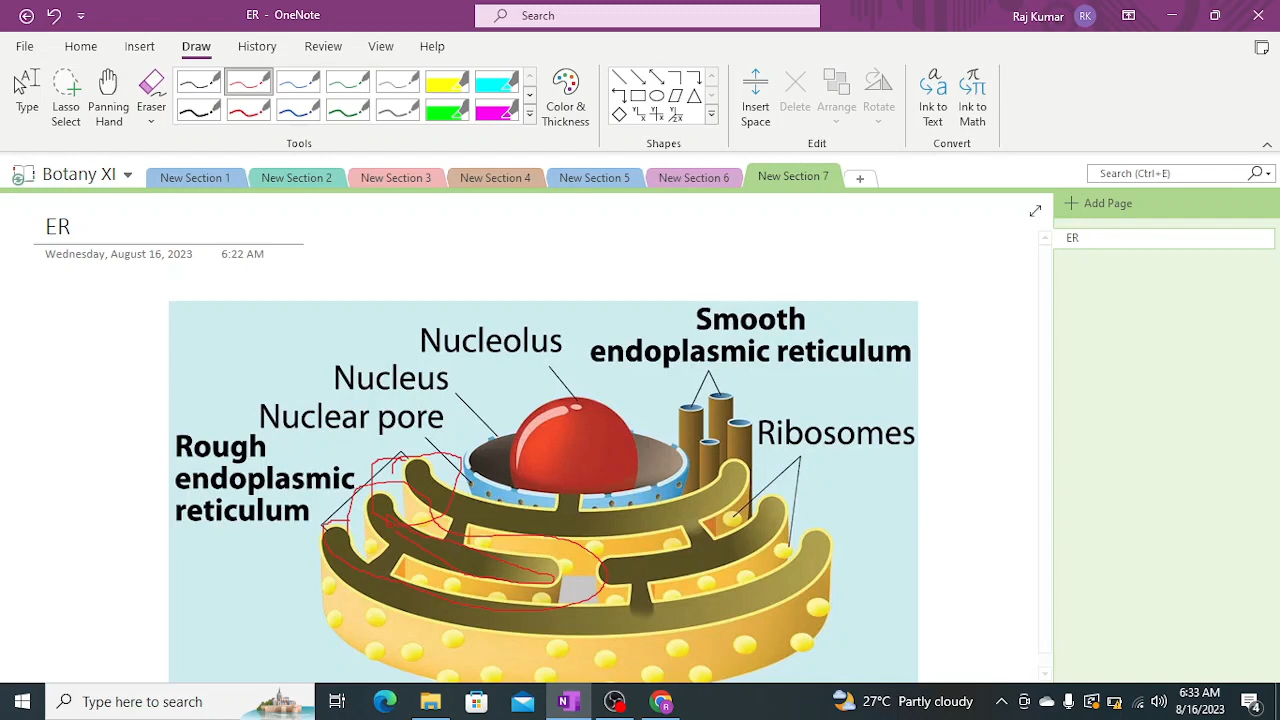 ER - OneNote
Search
Raj Kumar
RK
File
Home
Insert
Draw
History
Review
View
Help
Type
Lasso
Select
Panning
Hand
Eraser
Color &
Thickness
Insert
Space
Delete
Arrange
Rotate
Ink to
Text
Ink to
Math
Tools
Shapes
Edit
Convert
Botany XI
New Section 1
New Section 2
New Section 3
New Section 4
New Section 5
New Section 6
New Section 7
Search (Ctrl+E)
Add Page
ER
ER
Wednesday, August 16, 2023
6:22 AM
Smooth
endoplasmic reticulum
Nucleolus
Nucleus
Nuclear pore
Rough
endoplasmic
reticulum
Ribosomes
Type here to search
27°C Partly cloudy
6:33 AM
8/16/2023
4